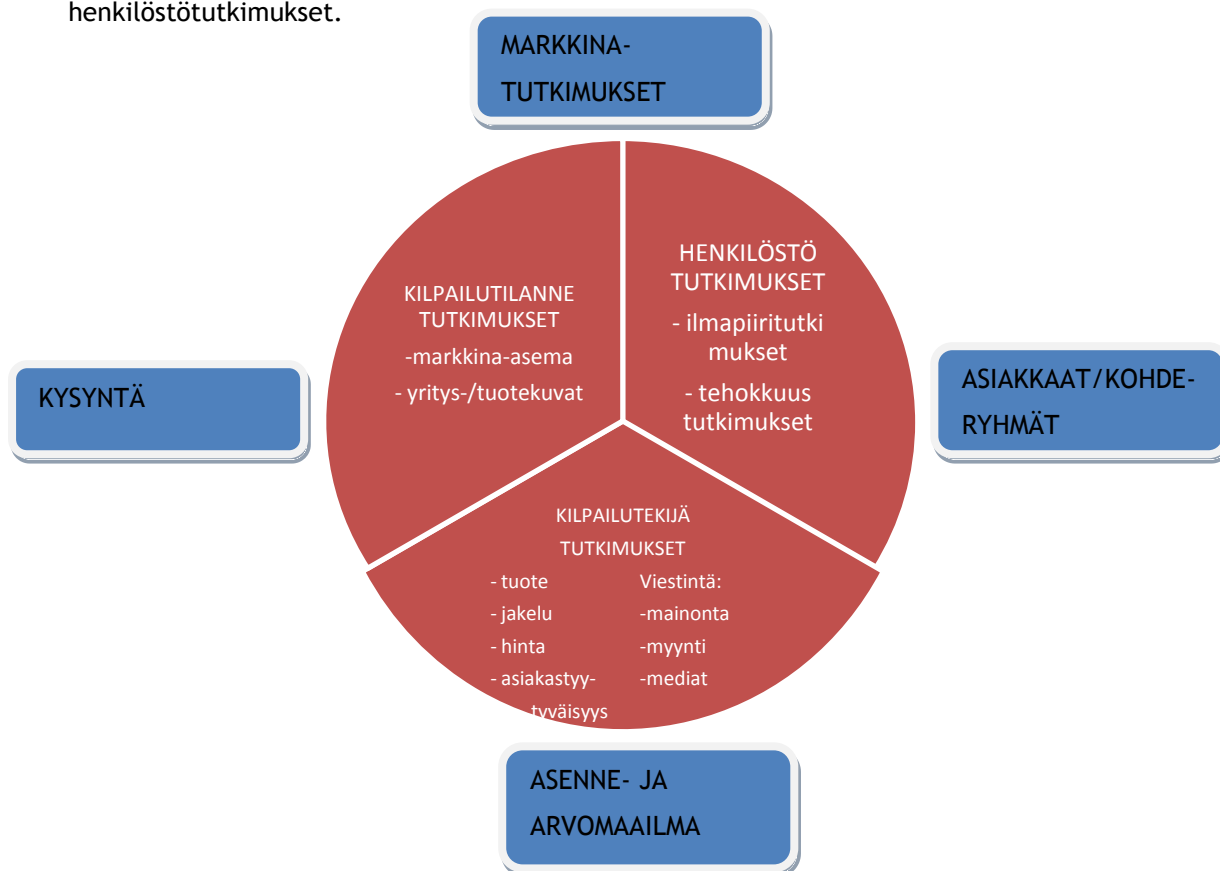 henkilöstötutkimukset.
MARKKINA-
TUTKIMUKSET
HENKILÖSTÖ
TUTKIMUKSET
- ilmapiiritutki
mukset
- tehokkuus
tutkimukset
KILPAILUTILANNE
TUTKIMUKSET
-markkina-asema
- yritys-/tuotekuvat
KYSYNTÄ
ASIAKKAAT/KOHDE-
RYHMÄT
KILPAILUTEKIJÄ
TUTKIMUKSET
- tuote
- jakelu
- hinta
- asiakastyy-
tyväisyys
Viestintä:
-mainonta
-myynti
-mediat
ASENNE- JA
ARVOMAAILMA